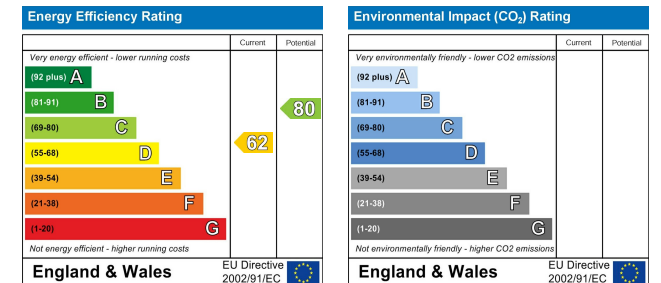 Energy Efficiency Rating
Current Potential
Very energy efficient - lower running costs
(92 plus) A
(81-91) B
(69-80) C
(55-68) D
(39-54) E
(21-38) F
(1-20) G
62
80
Not energy efficient - higher running costs
England & Wales
EU Directive
2002/91/EC
Environmental Impact (CO₂) Rating
Current Potential
Very environmentally friendly - lower CO2 emissions
(92 plus) A
(81-91) B
(69-80) C
(55-68) D
(39-54) E
(21-38) F
(1-20) G
Not environmentally friendly - higher CO2 emissions
England & Wales
EU Directive
2002/91/EC